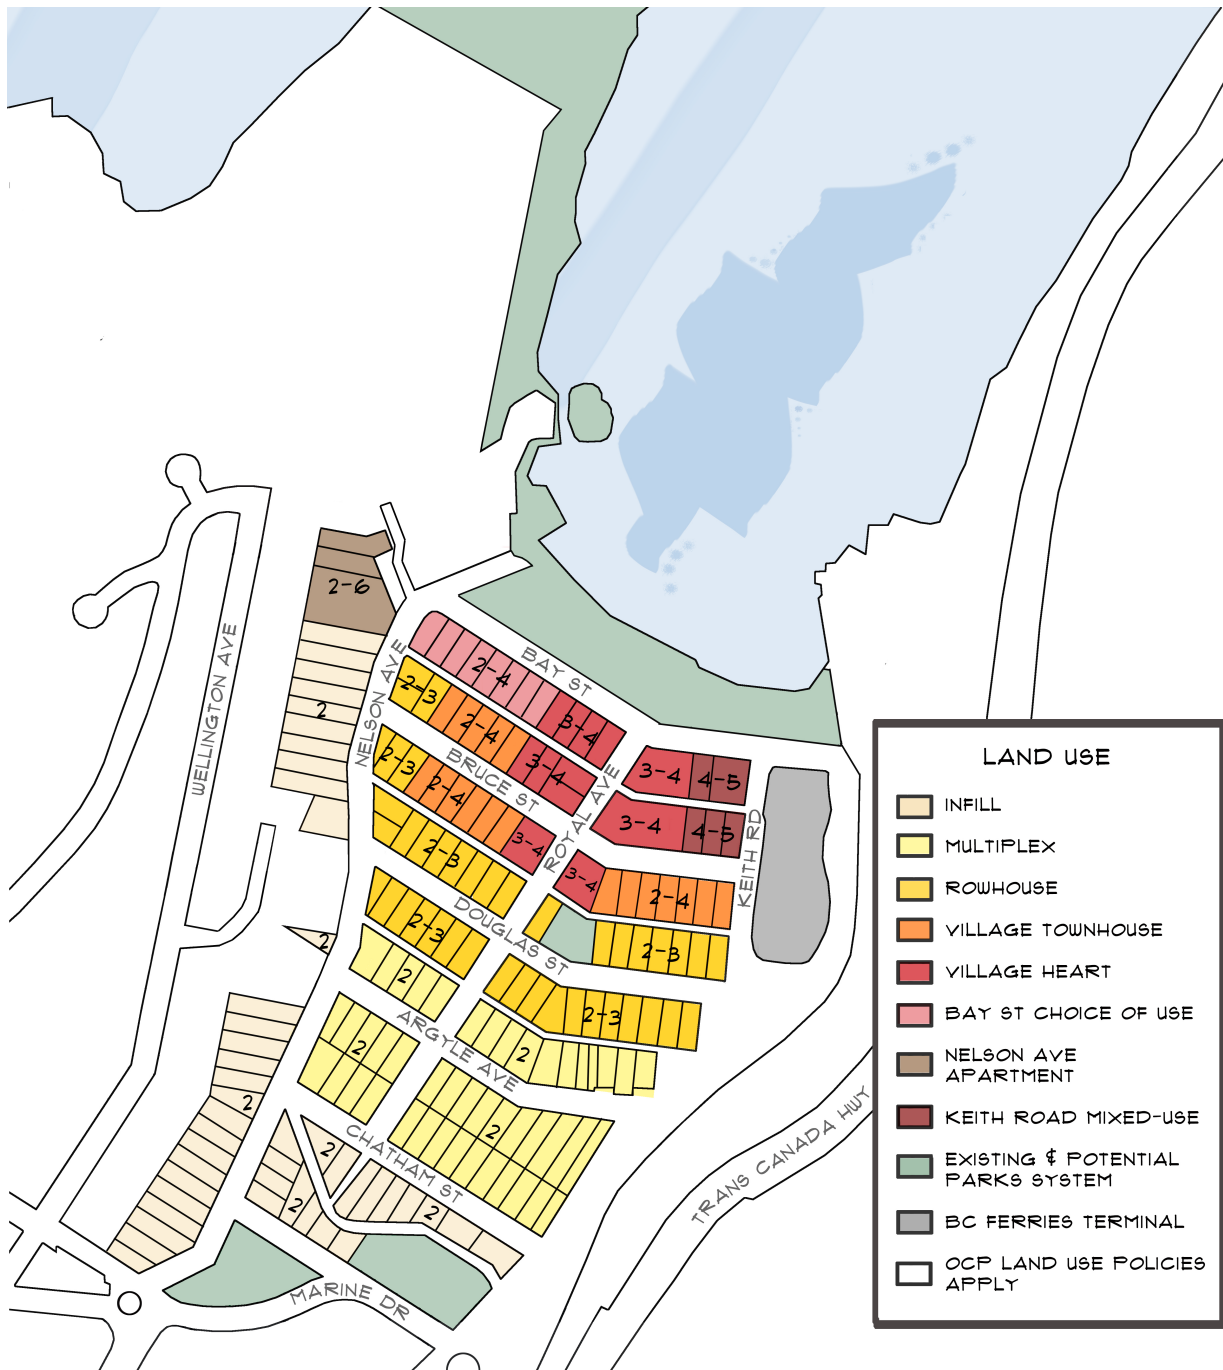 2-6
BAY ST
2-4
NELSON AVE
2-3
3-4
WELLINGTON AVE
2
2-4
LAND USE
BRUCE ST
3-4
2-3
ROYAL AVE
3-4
4-5
2-4
INFILL
3-4
4-5
KEITH RD
3-4
2-3
MULTIPLEX
3-4
2-4
ROWHOUSE
DOUGLAS ST
2-3
2
2-3
VILLAGE TOWNHOUSE
2
VILLAGE HEART
2-3
BAY ST CHOICE OF USE
ARGYLE AVE
2
2
NELSON AVE
APARTMENT
2
KEITH ROAD MIXED-USE
TRANS CANADA HWY
2
CHATHAM ST
2
EXISTING & POTENTIAL
PARKS SYSTEM
2
2
BC FERRIES TERMINAL
MARINE DR
OCP LAND USE POLICIES
APPLY